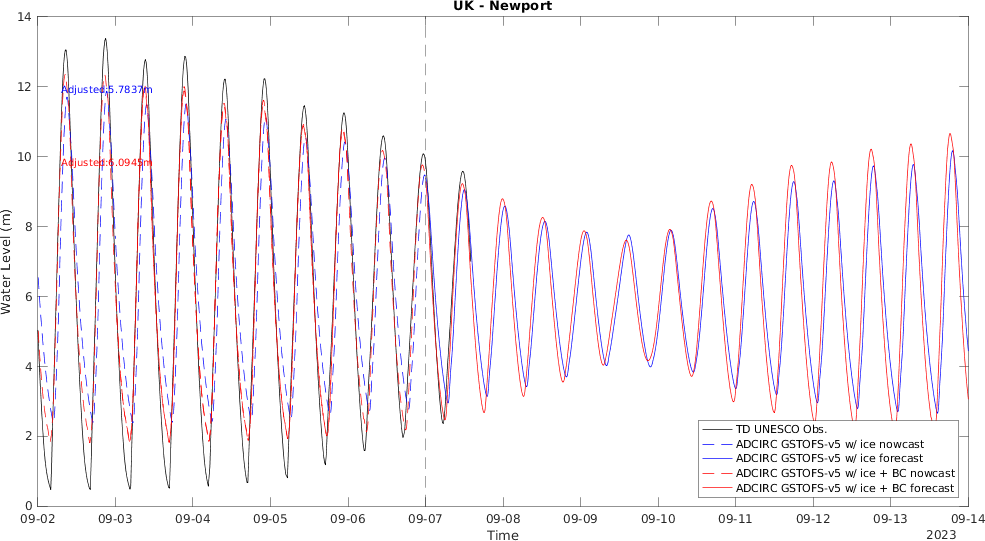 UK - Newport
14
12
10
8
6
4
2
0
Water Level (m)
Adjusted:5.7837m
Adjusted:6.0945m
TD UNESCO Obs.
ADCIRC GSTOFS-v5 w/ ice nowcast
ADCIRC GSTOFS-v5 w/ ice forecast
ADCIRC GSTOFS-v5 w/ ice + BC nowcast
ADCIRC GSTOFS-v5 w/ ice + BC forecast
09-02 09-03 09-04 09-05 09-06 09-07 09-08 09-09 09-10 09-11 09-12 09-13 09-14
Time
2023